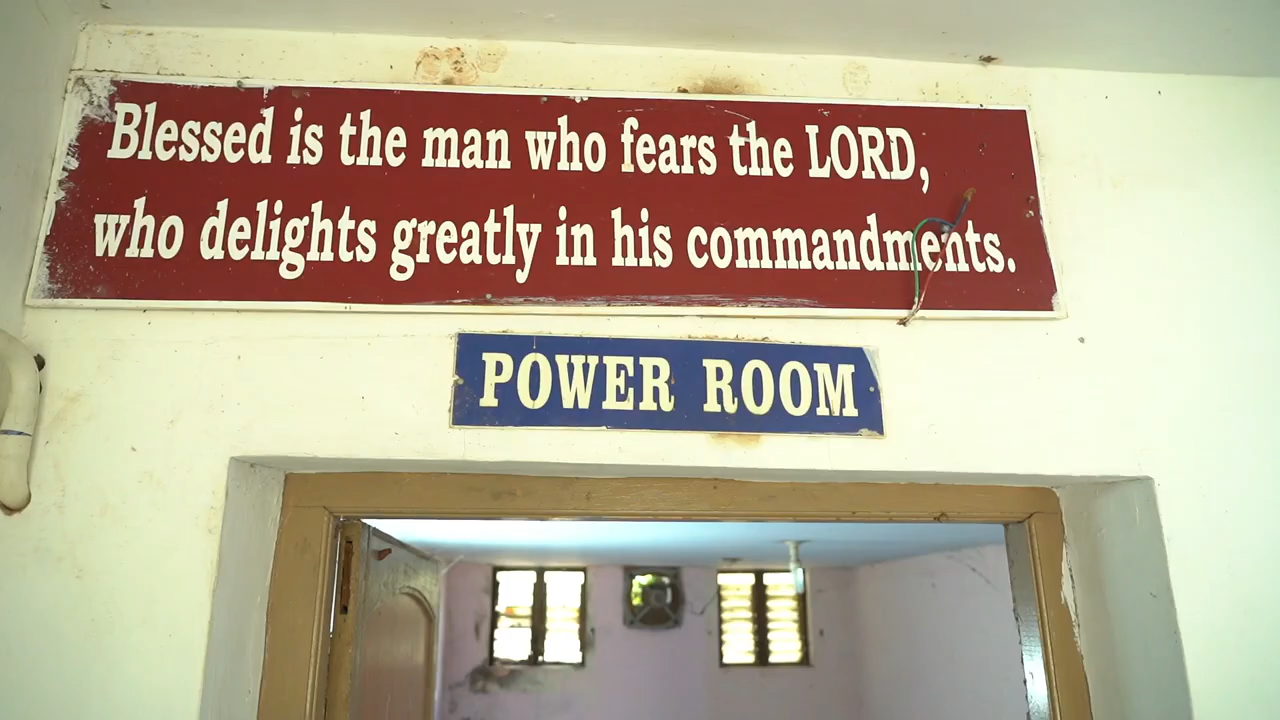 Blessed is the man who fears the LORD,
who delights greatly in his commandments.
POWER ROOM